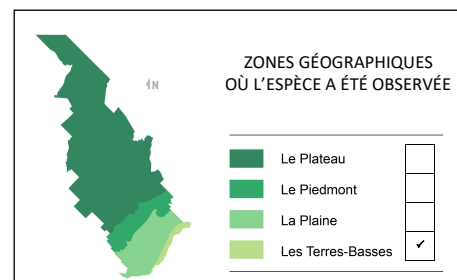 ZONES GÉOGRAPHIQUES
OÙ L'ESPÈCE A ÉTÉ OBSERVÉE
N
Le Plateau
Le Piedmont
La Plaine
Les Terres-Basses ✓